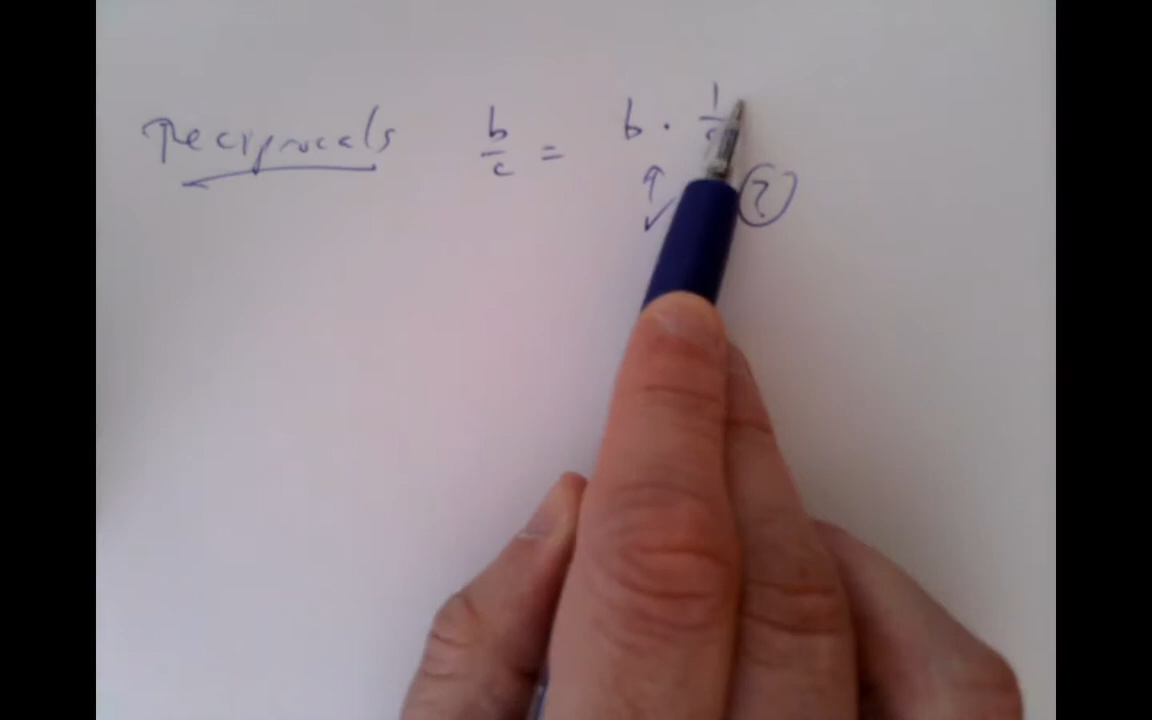 Reciprocals b/c = b · 1/c
?